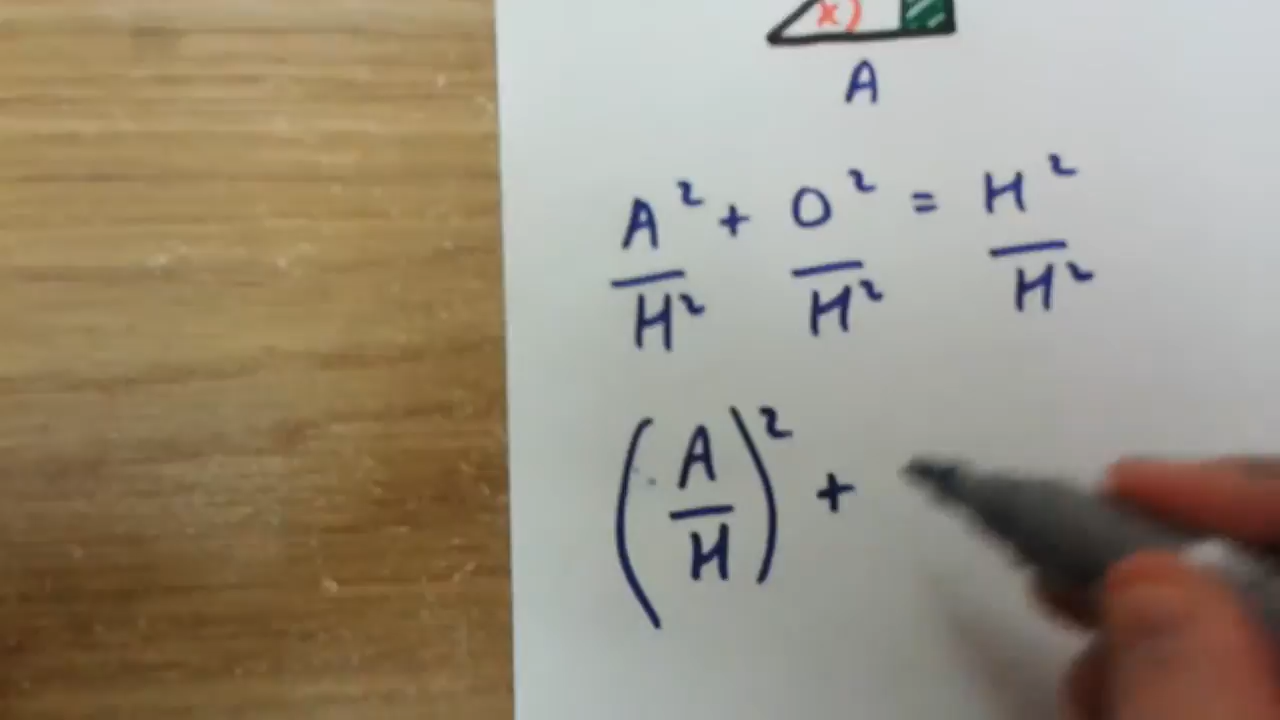 x
A
A² + O² = H²
H² H² H²
(A/H)² +